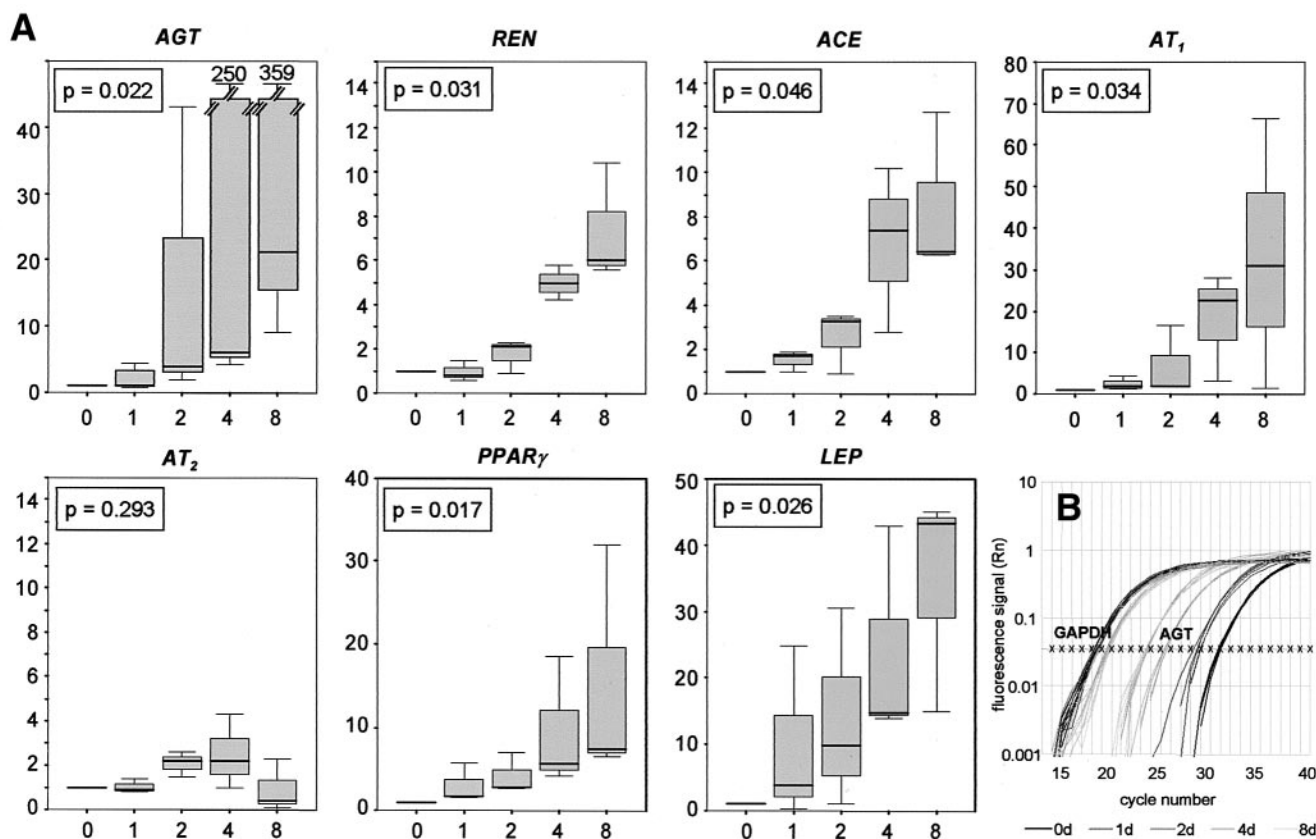 A
AGT
p = 0.022
250 359
40
30
20
10
0
0 1 2 4 8
REN
p = 0.031
14
12
10
8
6
4
2
0
0 1 2 4 8
ACE
p = 0.046
14
12
10
8
6
4
2
0
0 1 2 4 8
AT1
p = 0.034
80
70
60
50
40
30
20
10
0
0 1 2 4 8
AT2
p = 0.293
14
12
10
8
6
4
2
0
0 1 2 4 8
PPARγ
p = 0.017
40
30
20
10
0
0 1 2 4 8
LEP
p = 0.026
50
40
30
20
10
0
0 1 2 4 8
B
fluorescence signal (Rn)
10
1
0.1
0.01
0.001
GAPDH AGT
15 20 25 30 35 40
cycle number
0d 1d 2d 4d 8d